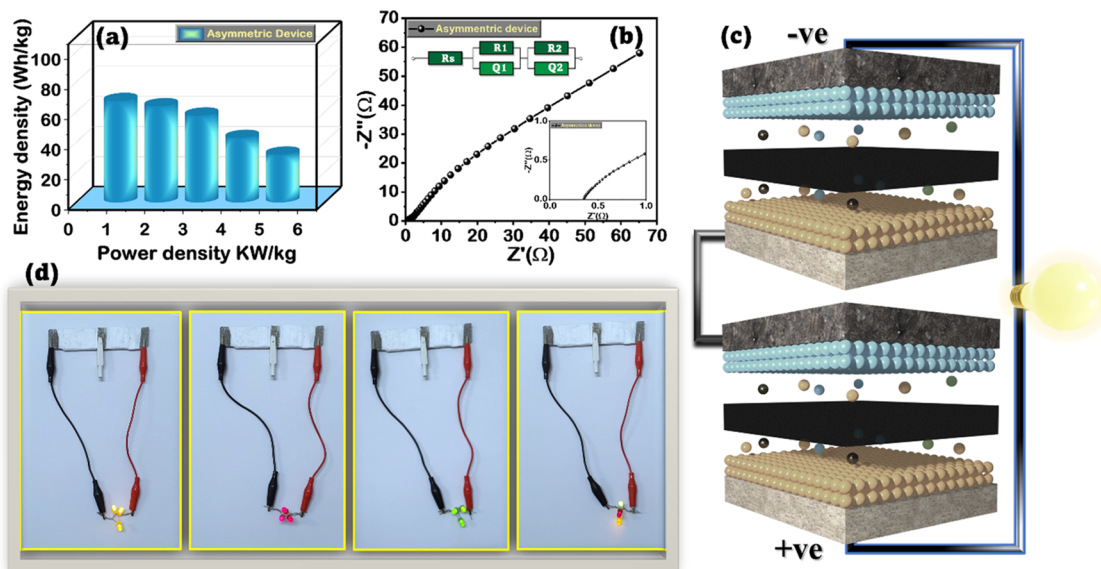 (a)
Asymmetric Device
Energy density (Wh/kg)
100
80
60
40
20
0
0 1 2 3 4 5 6
Power density KW/kg
(b)
Asymmentric device
Rs
R1
Q1
R2
Q2
-Z''(Ω)
70
60
50
40
30
20
10
0
0 10 20 30 40 50 60 70
Z'(Ω)
Asymmentric device
-Z''(Ω)
1.0
0.5
0.0
0.0 0.5 1.0
Z'(Ω)
(c)
-ve
+ve
(d)